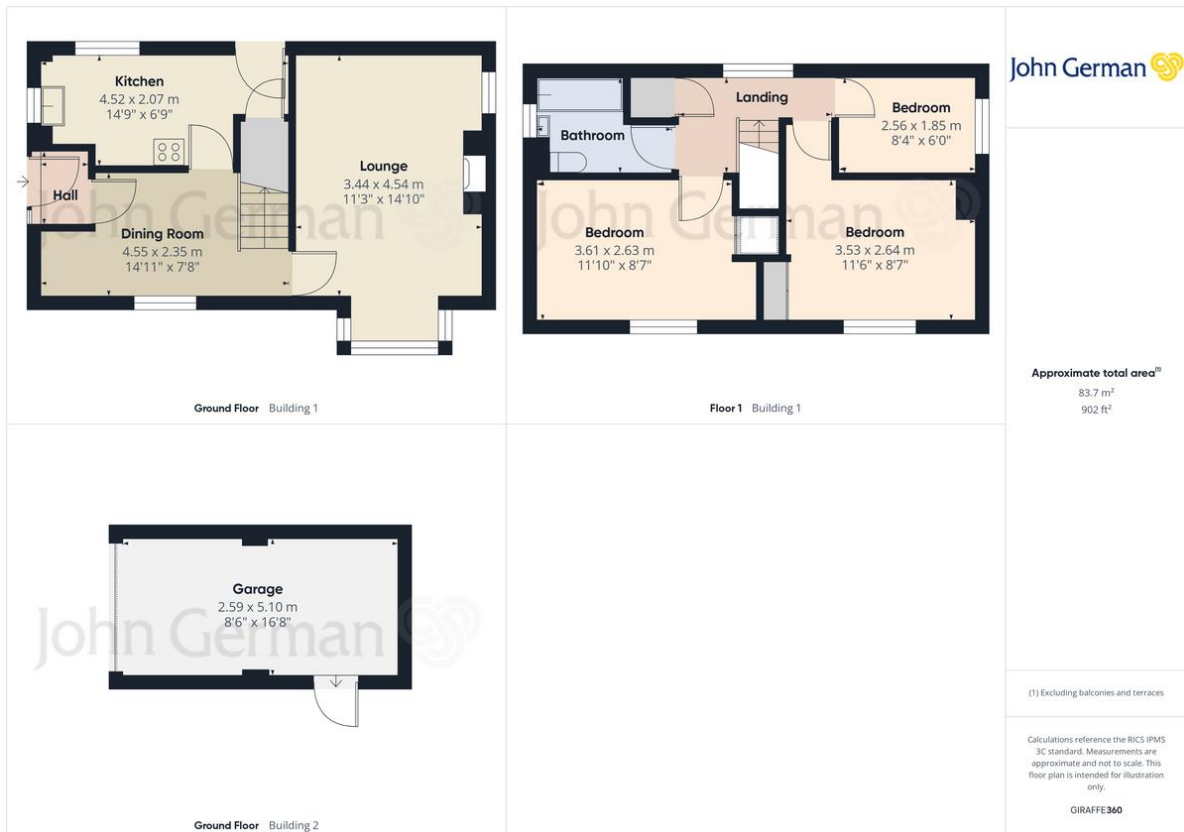 Kitchen
4.52 x 2.07 m
14'9" x 6'9"
Hall
Dining Room
4.55 x 2.35 m
14'11" x 7'8"
Lounge
3.44 x 4.54 m
11'3" x 14'10"
John German
Ground Floor Building 1
Bathroom
Landing
Bedroom
2.56 x 1.85 m
8'4" x 6'0"
Bedroom
3.61 x 2.63 m
11'10" x 8'7"
Bedroom
3.53 x 2.64 m
11'6" x 8'7"
John German
Floor 1 Building 1
Garage
2.59 x 5.10 m
8'6" x 16'8"
John German
Ground Floor Building 2
John German
Approximate total area(1)
83.7 m²
902 ft²
(1) Excluding balconies and terraces
Calculations reference the RICS IPMS
3C standard. Measurements are
approximate and not to scale. This
floor plan is intended for illustration
only.
GIRAFFE360